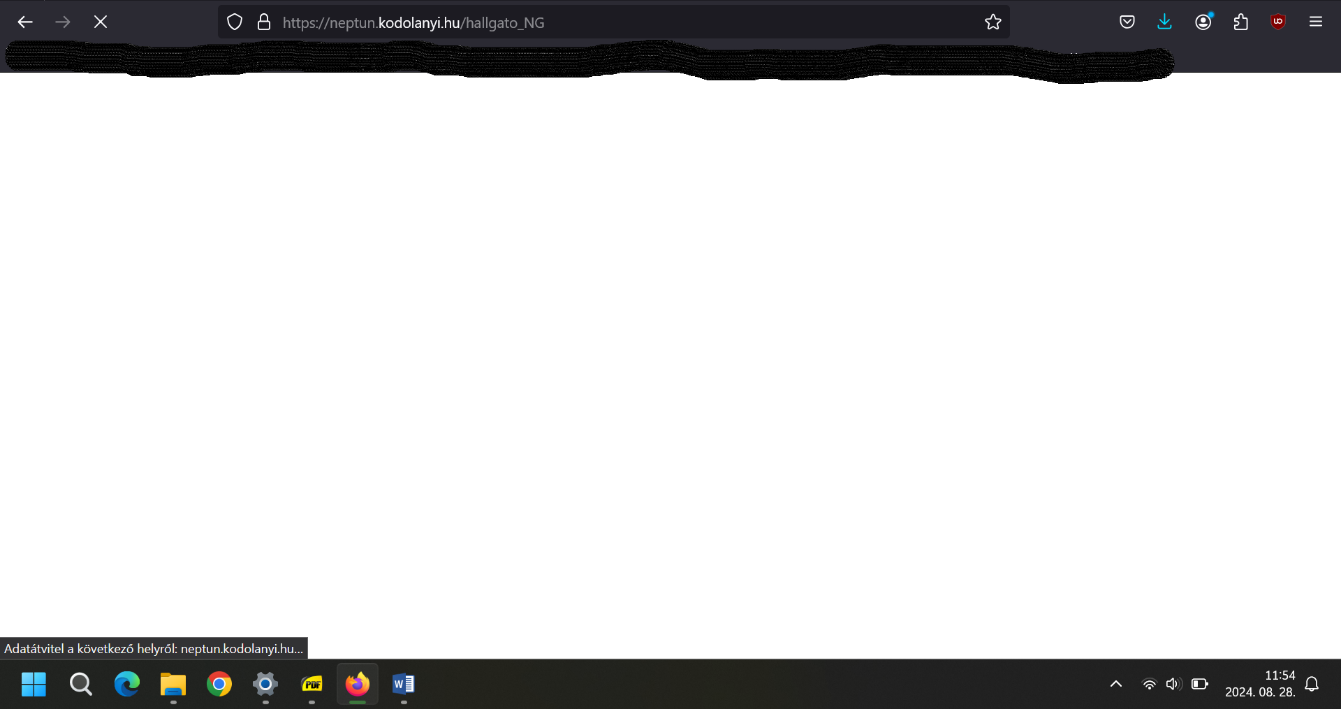 https://neptun.kodolanyi.hu/hallgato_NG
Adatátvitel a következő helyről: neptun.kodolanyi.hu...
PDF
W
11:54
2024. 08. 28.